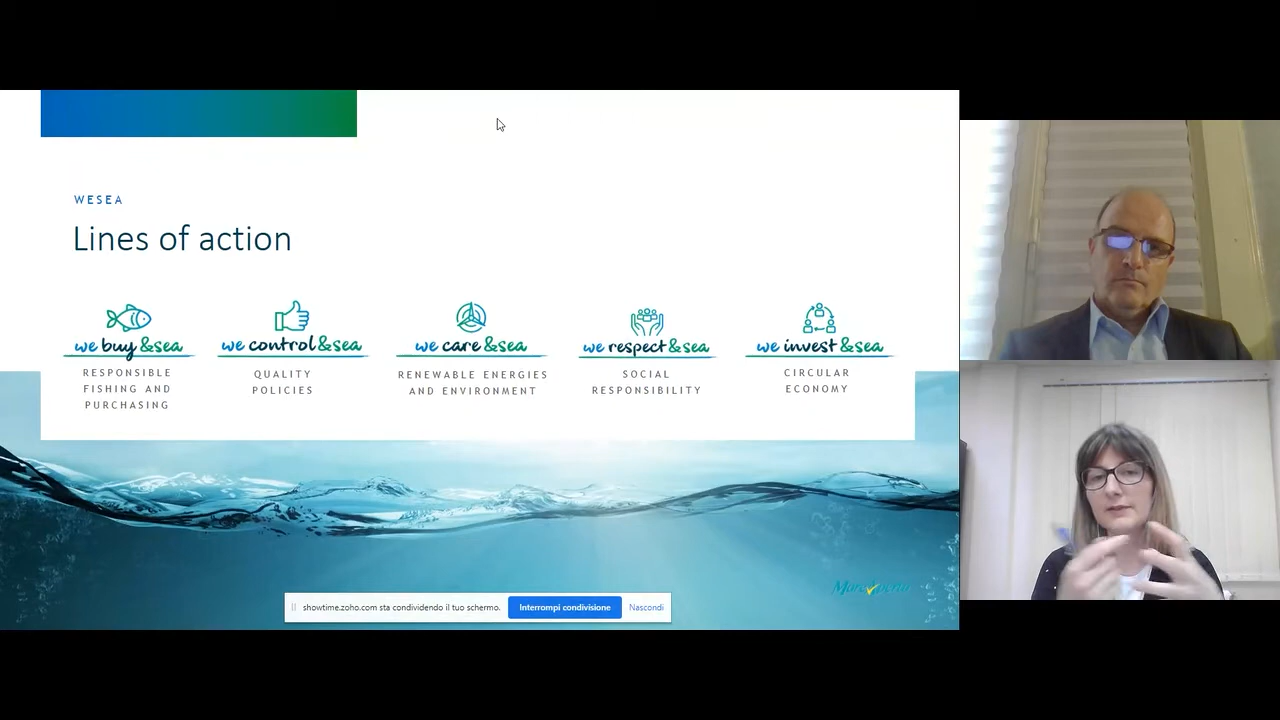 WESEA
Lines of action
we buy &sea
we control &sea
we care &sea
we respect &sea
we invest &sea
RESPONSIBLE
FISHING AND
PURCHASING
QUALITY
POLICIES
RENEWABLE ENERGIES
AND ENVIRONMENT
SOCIAL
RESPONSIBILITY
CIRCULAR
ECONOMY
showtime.zoho.com sta condividendo il tuo schermo.
Interrompi condivisione
Nascondi